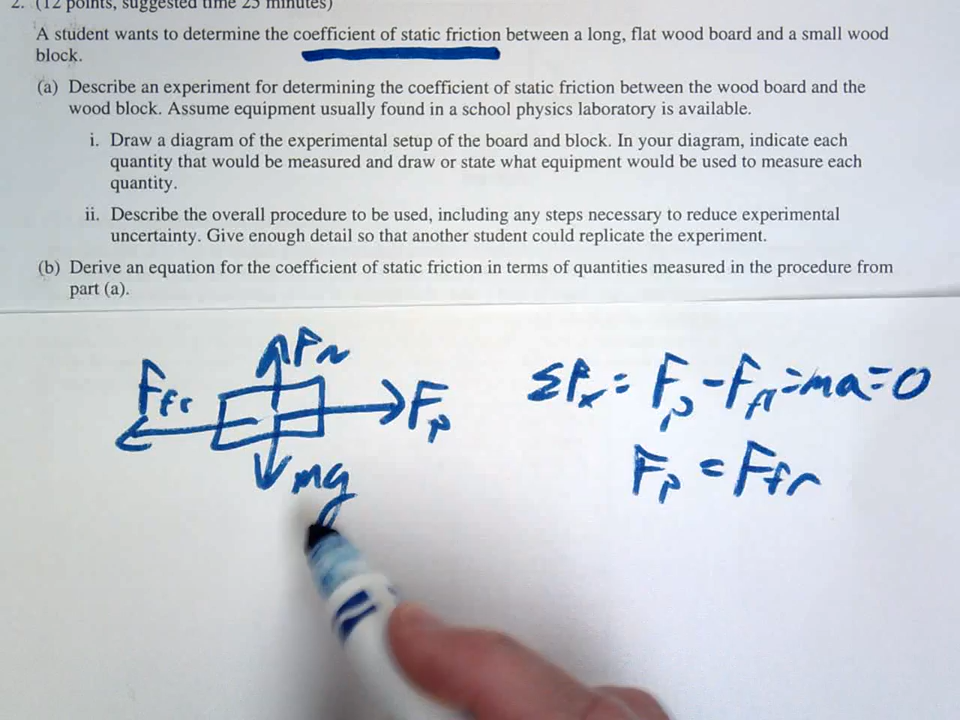 2. (12 points, suggested time 25 minutes)
A student wants to determine the coefficient of static friction between a long, flat wood board and a small wood
block.
(a) Describe an experiment for determining the coefficient of static friction between the wood board and the
wood block. Assume equipment usually found in a school physics laboratory is available.
i. Draw a diagram of the experimental setup of the board and block. In your diagram, indicate each
quantity that would be measured and draw or state what equipment would be used to measure each
quantity.
ii. Describe the overall procedure to be used, including any steps necessary to reduce experimental
uncertainty. Give enough detail so that another student could replicate the experiment.
(b) Derive an equation for the coefficient of static friction in terms of quantities measured in the procedure from
part (a).
FN
Ffr
Fp
mg
ΣFx = Fp - Ffr = ma = 0
Fp = Ffr